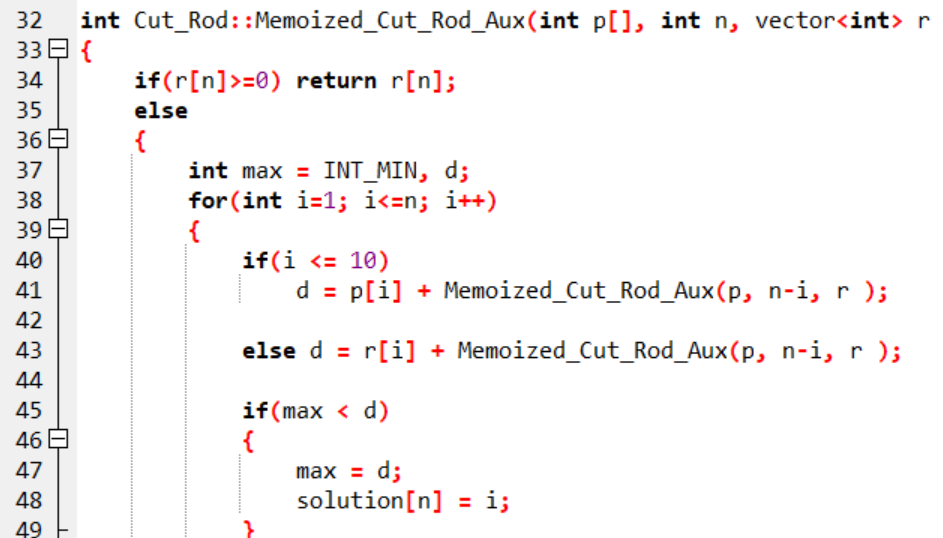 32 int Cut_Rod::Memoized_Cut_Rod_Aux(int p[], int n, vector<int> r
33 {
34 if(r[n]>=0) return r[n];
35 else
36 {
37 int max = INT_MIN, d;
38 for(int i=1; i<=n; i++)
39 {
40 if(i <= 10)
41 d = p[i] + Memoized_Cut_Rod_Aux(p, n-i, r );
42
43 else d = r[i] + Memoized_Cut_Rod_Aux(p, n-i, r );
44
45 if(max < d)
46 {
47 max = d;
48 solution[n] = i;
49 }